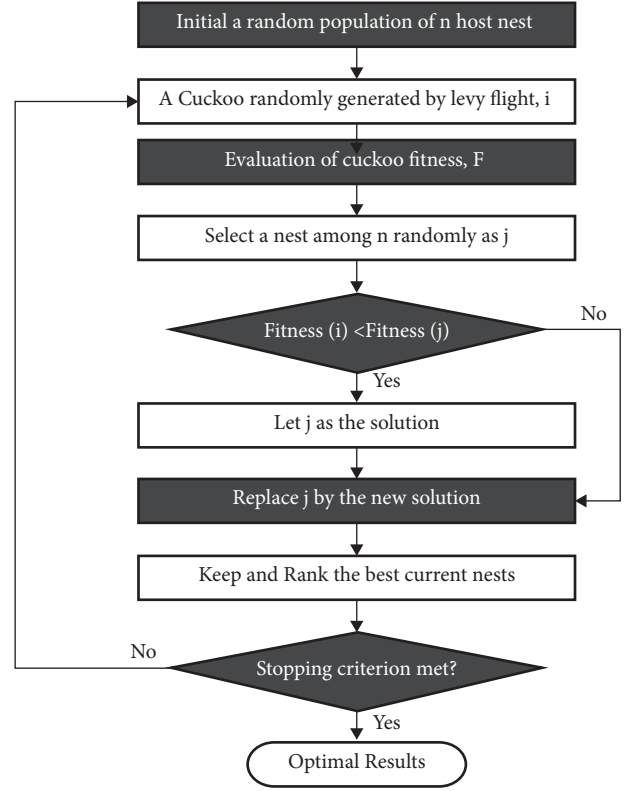 Initial a random population of n host nest
A Cuckoo randomly generated by levy flight, i
Evaluation of cuckoo fitness, F
Select a nest among n randomly as j
Fitness (i) <Fitness (j)
No
Yes
Let j as the solution
Replace j by the new solution
Keep and Rank the best current nests
No
Stopping criterion met?
Yes
Optimal Results